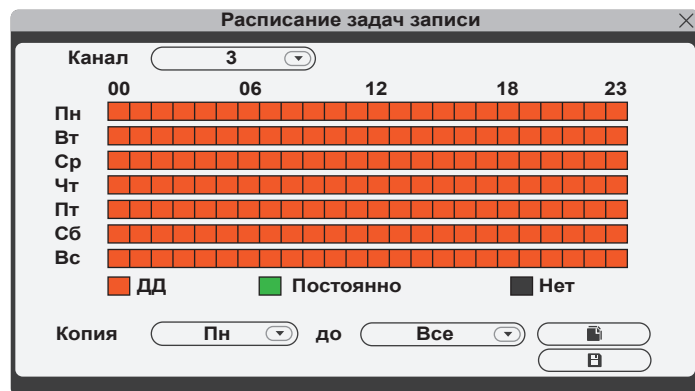 Расписание задач записи
Канал 3
00 06 12 18 23
Пн
Вт
Ср
Чт
Пт
Сб
Вс
ДД Постоянно Нет
Копия Пн до Все